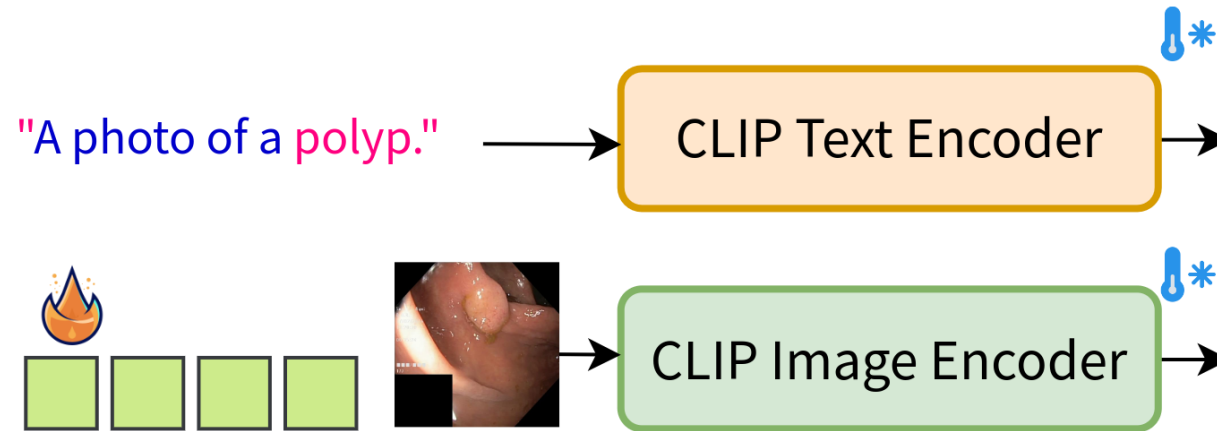 "A photo of a polyp."
CLIP Text Encoder
CLIP Image Encoder